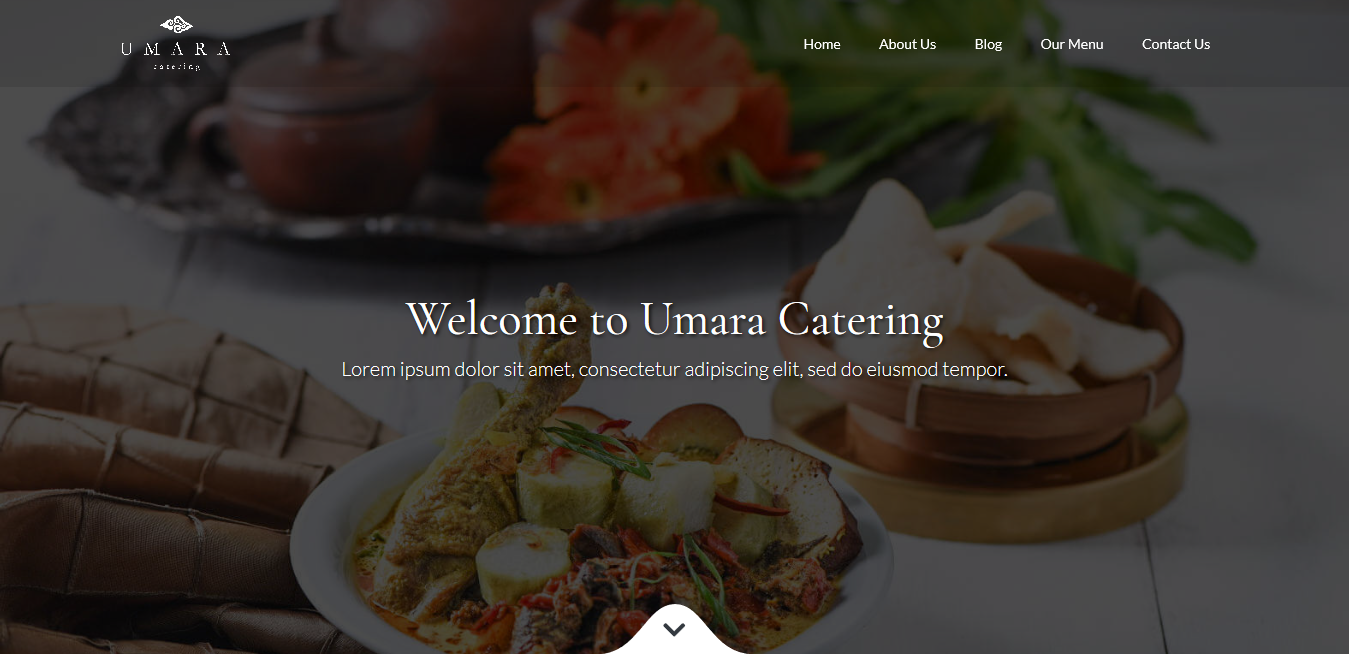 UMARA
catering
Home About Us Blog Our Menu Contact Us
Welcome to Umara Catering
Lorem ipsum dolor sit amet, consectetur adipiscing elit, sed do eiusmod tempor.